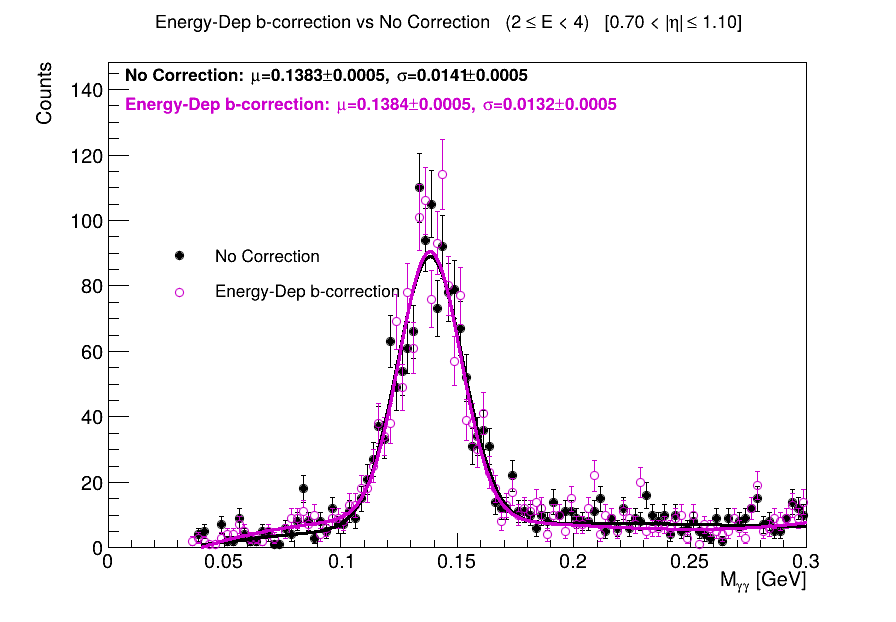 Energy-Dep b-correction vs No Correction (2 ≤ E < 4) [0.70 < |η| ≤ 1.10]
Counts
No Correction: μ=0.1383±0.0005, σ=0.0141±0.0005
Energy-Dep b-correction: μ=0.1384±0.0005, σ=0.0132±0.0005
140
120
100
80
60
40
20
0
No Correction
Energy-Dep b-correction
0 0.05 0.1 0.15 0.2 0.25 0.3
Mγγ [GeV]